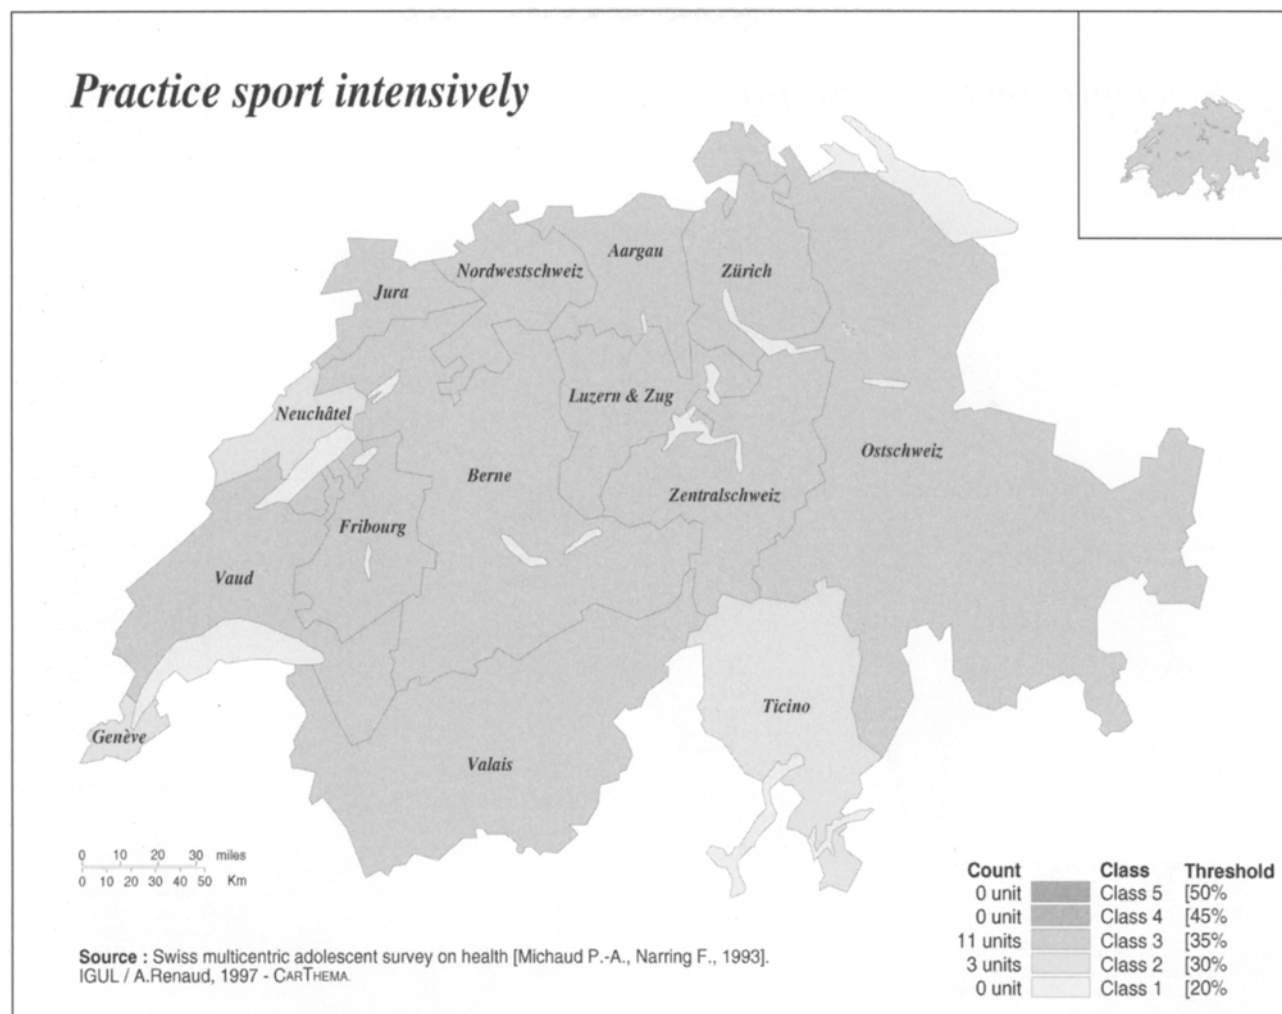 Practice sport intensively
Aargau
Nordwestschweiz
Zürich
Jura
Luzern & Zug
Neuchâtel
Ostschweiz
Berne
Zentralschweiz
Fribourg
Vaud
Ticino
Genève
Valais
0 10 20 30 miles
0 10 20 30 40 50 Km
Count Class Threshold
0 unit Class 5 [50%
0 unit Class 4 [45%
11 units Class 3 [35%
3 units Class 2 [30%
0 unit Class 1 [20%
Source : Swiss multicentric adolescent survey on health [Michaud P.-A., Narring F., 1993].
IGUL / A.Renaud, 1997 - CARTHEMA.